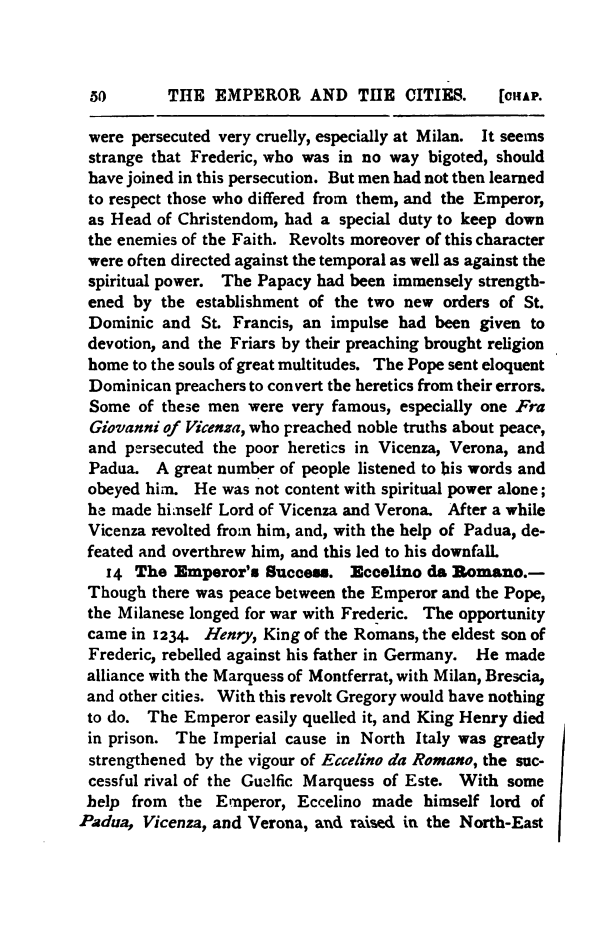 50 THE EMPEROR AND THE CITIES. [CHAP.
were persecuted very cruelly, especially at Milan. It seems
strange that Frederic, who was in no way bigoted, should
have joined in this persecution. But men had not then learned
to respect those who differed from them, and the Emperor,
as Head of Christendom, had a special duty to keep down
the enemies of the Faith. Revolts moreover of this character
were often directed against the temporal as well as against the
spiritual power. The Papacy had been immensely strength-
ened by the establishment of the two new orders of St.
Dominic and St. Francis, an impulse had been given to
devotion, and the Friars by their preaching brought religion
home to the souls of great multitudes. The Pope sent eloquent
Dominican preachers to convert the heretics from their errors.
Some of these men were very famous, especially one Fra
Giovanni of Vicenza, who preached noble truths about peace,
and persecuted the poor heretics in Vicenza, Verona, and
Padua. A great number of people listened to his words and
obeyed him. He was not content with spiritual power alone;
he made himself Lord of Vicenza and Verona. After a while
Vicenza revolted from him, and, with the help of Padua, de-
feated and overthrew him, and this led to his downfall.
14 The Emperor's Success. Eccelino da Romano.—
Though there was peace between the Emperor and the Pope,
the Milanese longed for war with Frederic. The opportunity
came in 1234. Henry, King of the Romans, the eldest son of
Frederic, rebelled against his father in Germany. He made
alliance with the Marquess of Montferrat, with Milan, Brescia,
and other cities. With this revolt Gregory would have nothing
to do. The Emperor easily quelled it, and King Henry died
in prison. The Imperial cause in North Italy was greatly
strengthened by the vigour of Eccelino da Romano, the suc-
cessful rival of the Guelfic Marquess of Este. With some
help from the Emperor, Eccelino made himself lord of
Padua, Vicenza, and Verona, and raised in the North-East